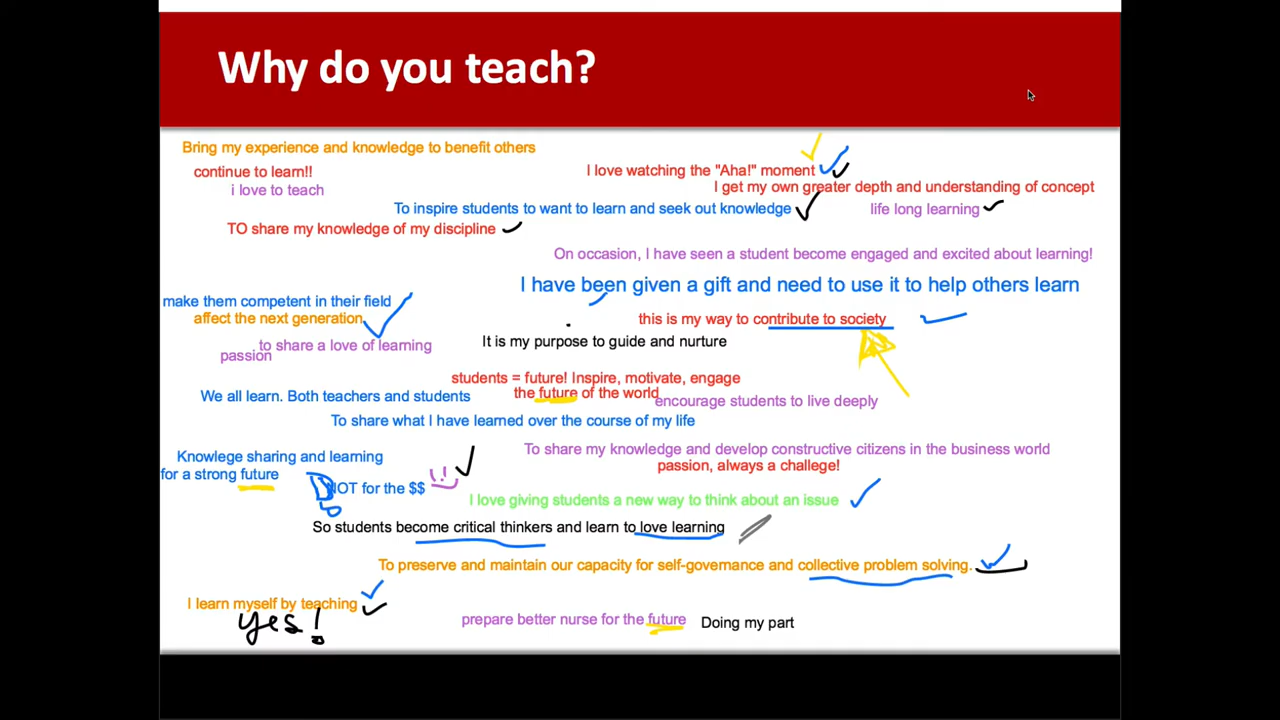 Why do you teach?
Bring my experience and knowledge to benefit others
continue to learn!!
I love watching the "Aha!" moment
i love to teach
I get my own greater depth and understanding of concept
To inspire students to want to learn and seek out knowledge
life long learning
TO share my knowledge of my discipline
On occasion, I have seen a student become engaged and excited about learning!
I have been given a gift and need to use it to help others learn
make them competent in their field
affect the next generation
this is my way to contribute to society
to share a love of learning
It is my purpose to guide and nurture
passion
students = future! Inspire, motivate, engage
the future of the world
We all learn. Both teachers and students
encourage students to live deeply
To share what I have learned over the course of my life
Knowlege sharing and learning
for a strong future
To share my knowledge and develop constructive citizens in the business world
passion, always a challege!
NOT for the $$
!!
I love giving students a new way to think about an issue
So students become critical thinkers and learn to love learning
To preserve and maintain our capacity for self-governance and collective problem solving.
I learn myself by teaching
yes!
prepare better nurse for the future
Doing my part